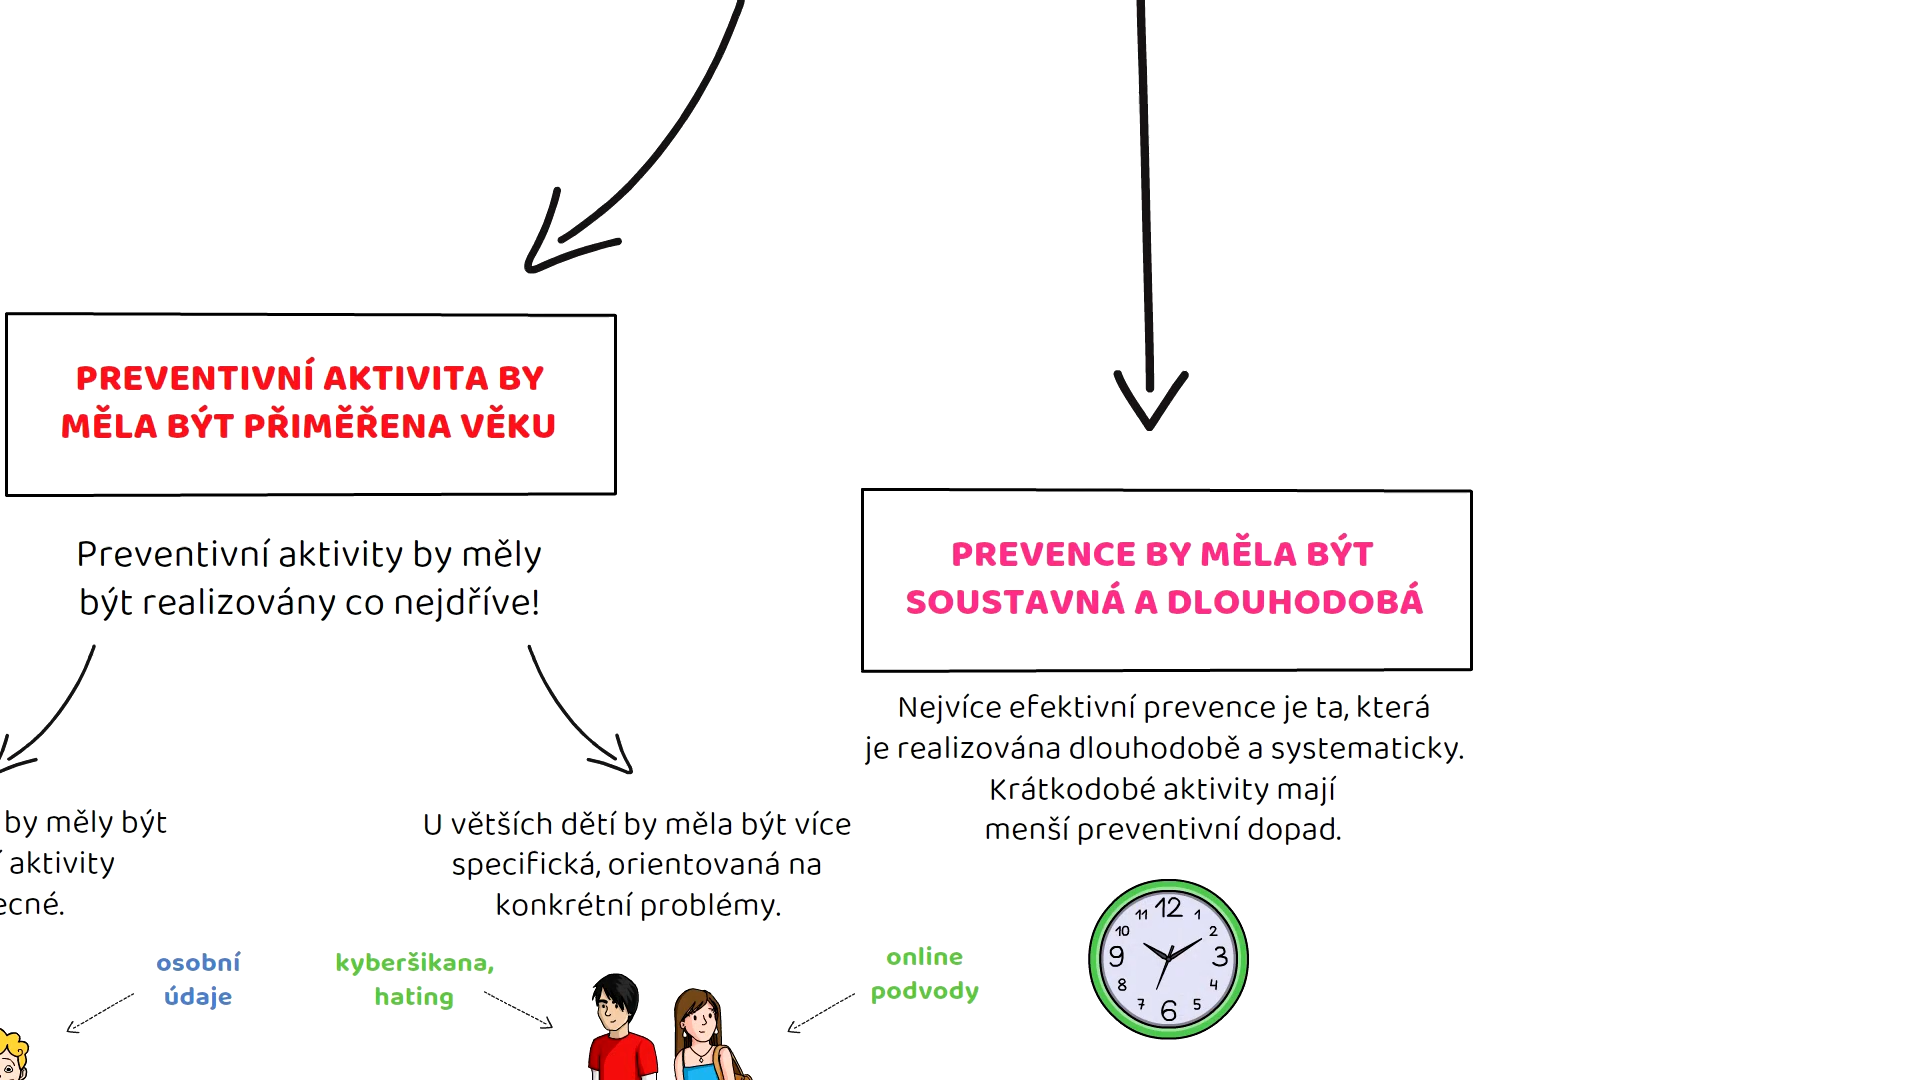 PREVENTIVNÍ AKTIVITA BY
MĚLA BÝT PŘIMĚŘENA VĚKU
Preventivní aktivity by měly
být realizovány co nejdříve!
by měly být
aktivity
U větších dětí by měla být více
specifická, orientovaná na
konkrétní problémy.
osobní
údaje
kyberšikana,
hating
online
podvody
PREVENCE BY MĚLA BÝT
SOUSTAVNÁ A DLOUHODOBÁ
Nejvíce efektivní prevence je ta, která
je realizována dlouhodobě a systematicky.
Krátkodobé aktivity mají
menší preventivní dopad.
12
1
2
3
4
5
6
7
8
9
10
11